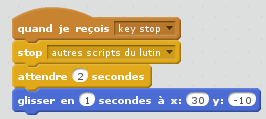 quand je reçois key stop
stop autres scripts du lutin
attendre 2 secondes
glisser en 1 secondes à x: 30 y: -10